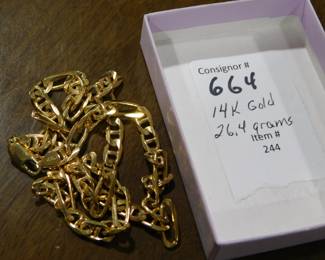 Consignor #
664
14K Gold
26.4 grams
Item #
244